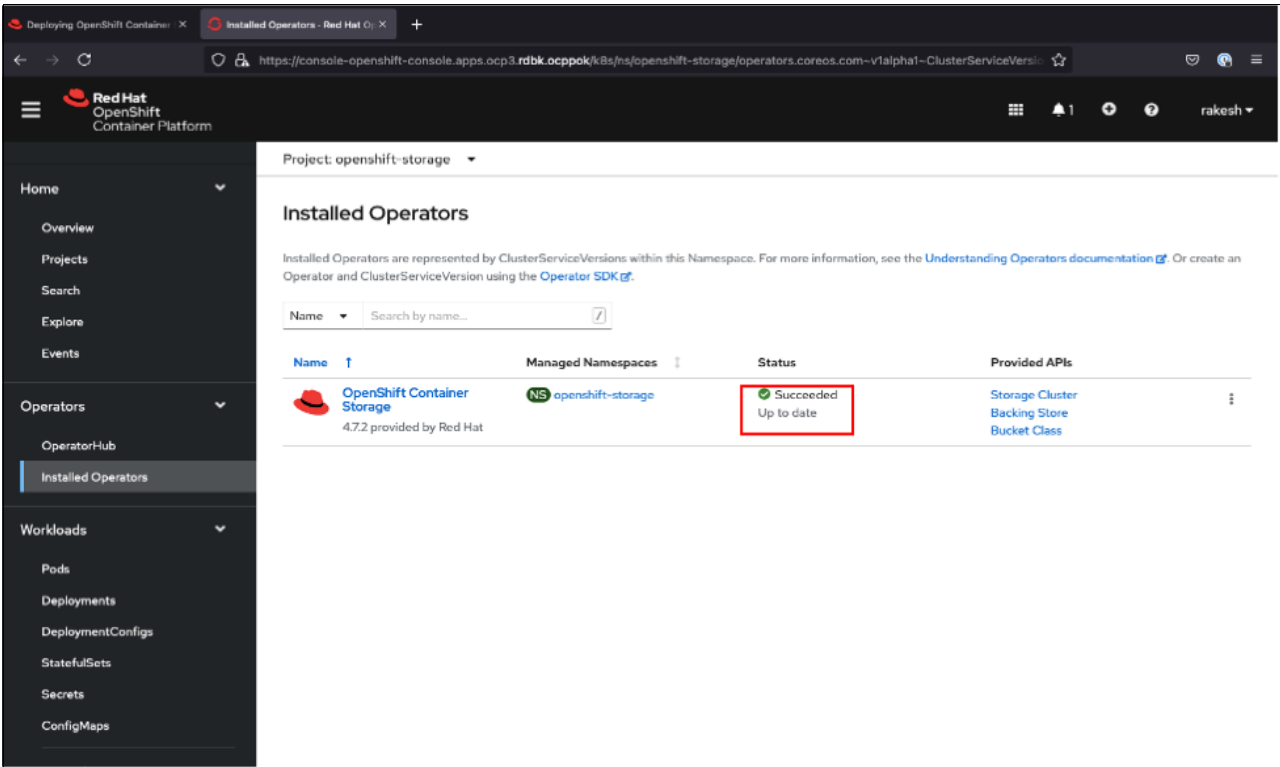 Deploying OpenShift Container
Installed Operators - Red Hat Op
https://console-openshift-console.apps.ocp3.rdbk.ocppok/k8s/ns/openshift-storage/operators.coreos.com~v1alpha1~ClusterServiceVersio
Red Hat
OpenShift
Container Platform
1
rakesh
Project: openshift-storage
Home
Overview
Projects
Search
Explore
Events
Operators
OperatorHub
Installed Operators
Workloads
Pods
Deployments
DeploymentConfigs
StatefulSets
Secrets
ConfigMaps
Installed Operators
Installed Operators are represented by ClusterServiceVersions within this Namespace. For more information, see the Understanding Operators documentation. Or create an
Operator and ClusterServiceVersion using the Operator SDK.
Name Search by name... /
Name Managed Namespaces Status Provided APIs
OpenShift Container NS openshift-storage Succeeded Storage Cluster
Storage Up to date Backing Store
4.7.2 provided by Red Hat Bucket Class